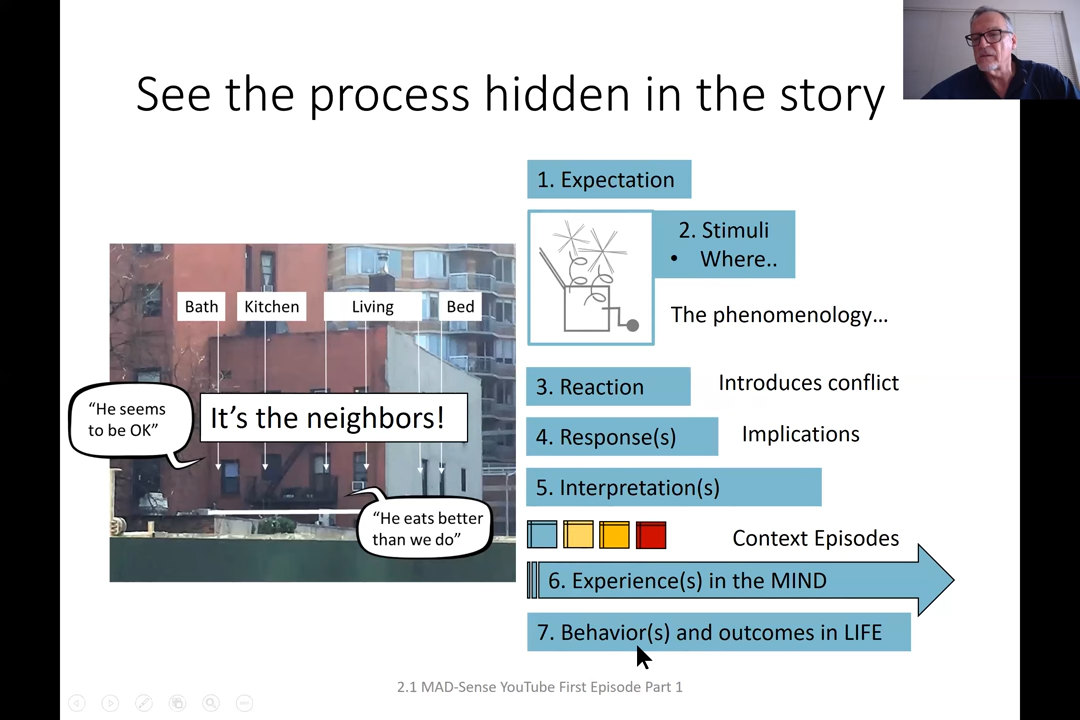 See the process hidden in the story
1. Expectation
2. Stimuli
• Where..
The phenomenology…
Bath
Kitchen
Living
Bed
"He seems
to be OK"
It's the neighbors!
"He eats better
than we do"
3. Reaction
Introduces conflict
4. Response(s)
Implications
5. Interpretation(s)
Context Episodes
6. Experience(s) in the MIND
7. Behavior(s) and outcomes in LIFE
2.1 MAD-Sense YouTube First Episode Part 1